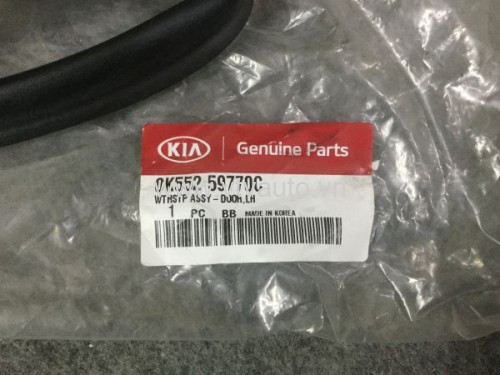 KIA Genuine Parts
0K552 59770C
WTHSTP ASSY-DOOR,LH
1 PC BB MADE IN KOREA